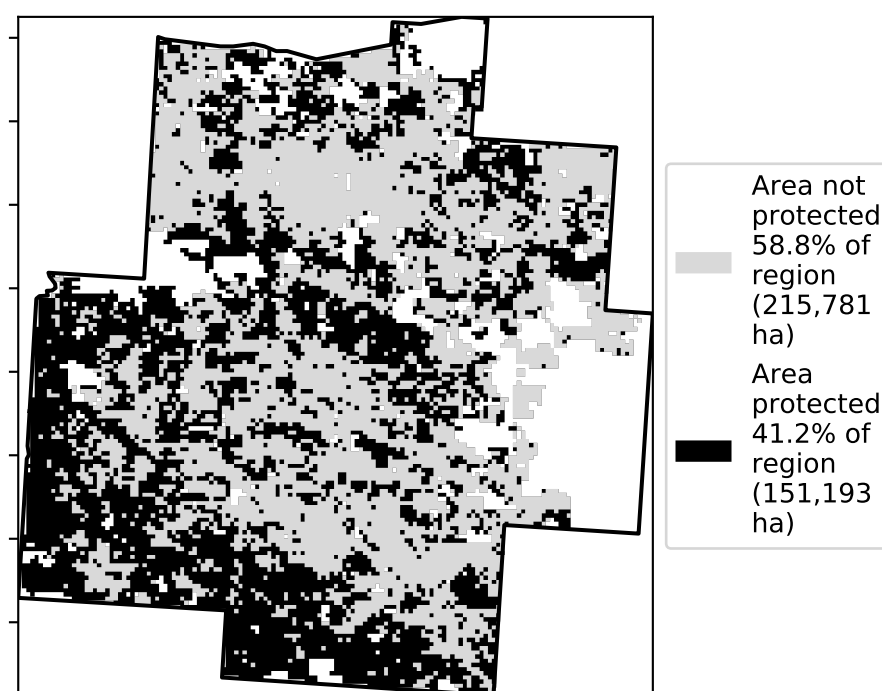 Area not
protected
58.8% of
region
(215,781
ha)
Area
protected
41.2% of
region
(151,193
ha)